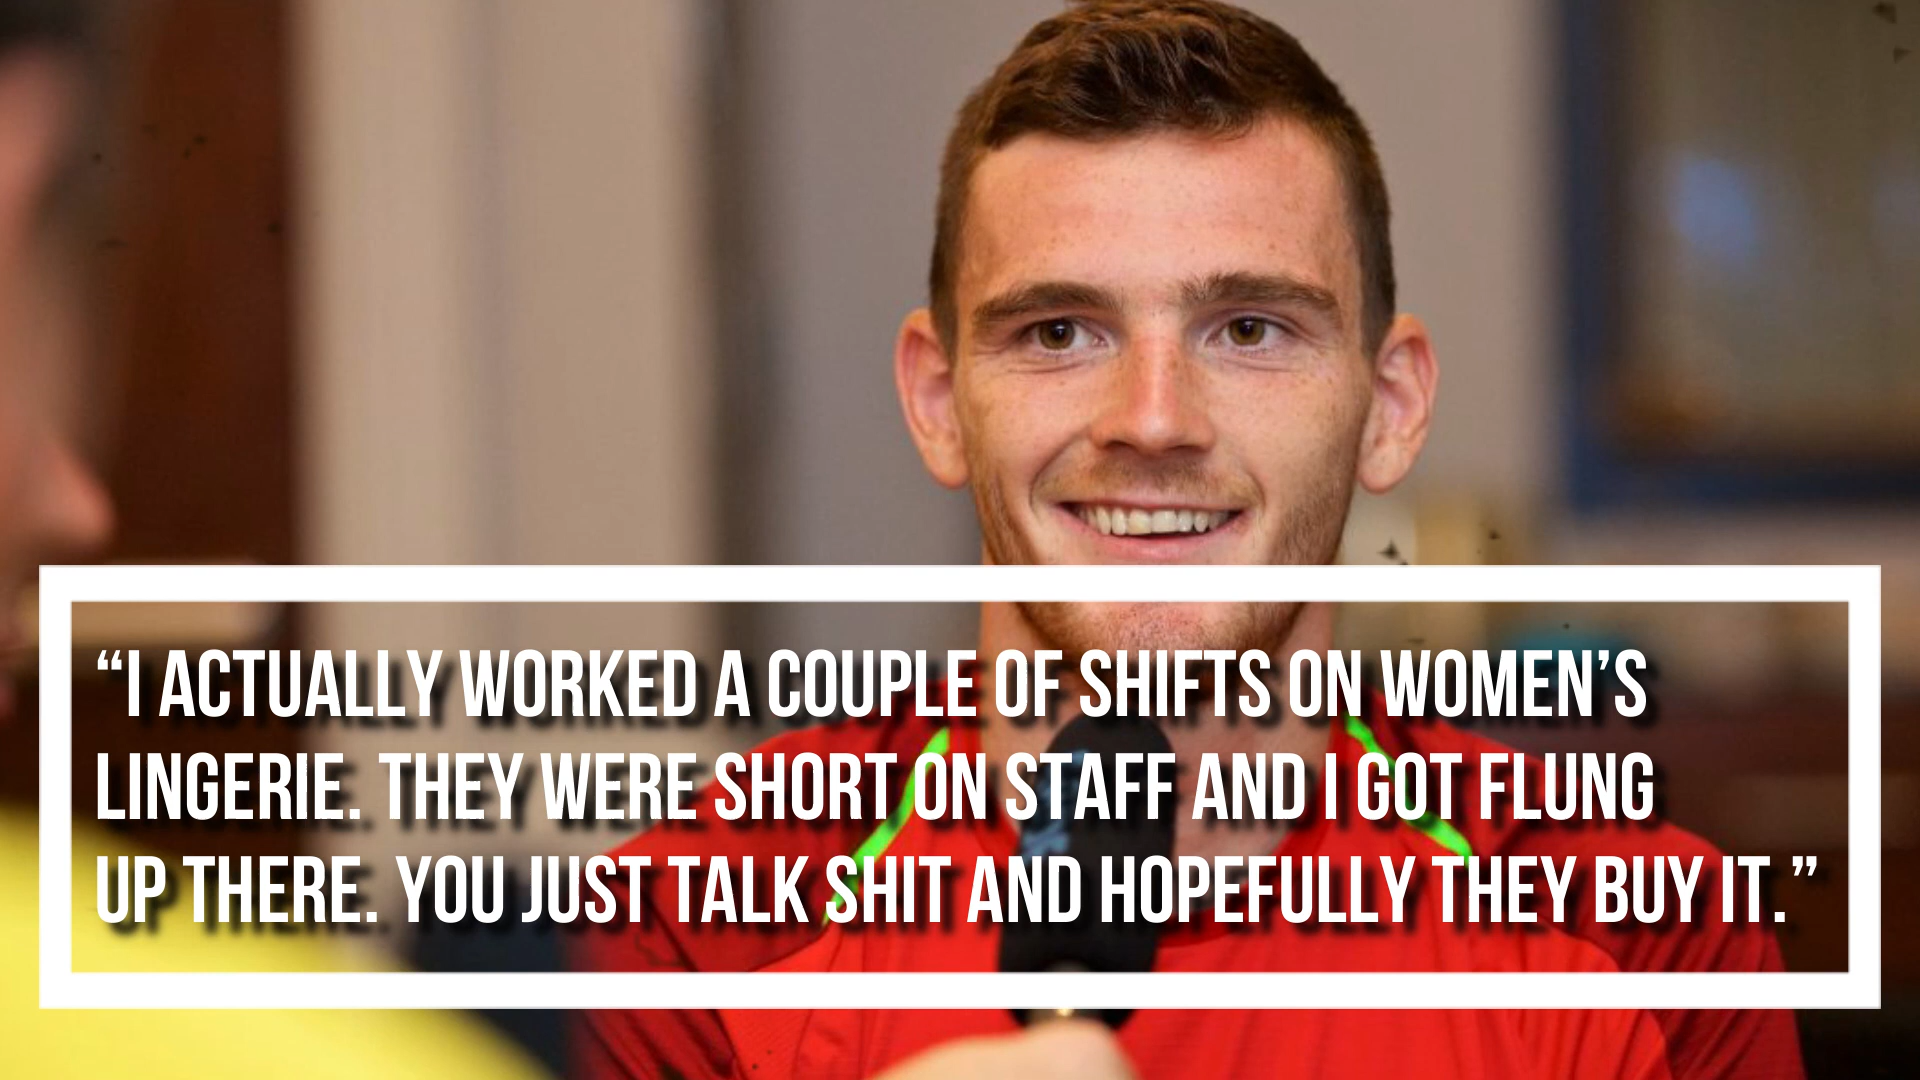 “I ACTUALLY WORKED A COUPLE OF SHIFTS ON WOMEN’S
LINGERIE. THEY WERE SHORT ON STAFF AND I GOT FLUNG
UP THERE. YOU JUST TALK SHIT AND HOPEFULLY THEY BUY IT.”